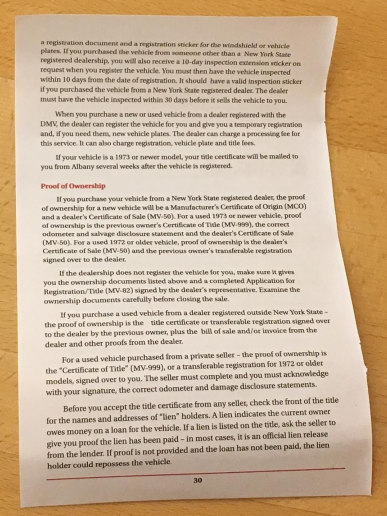 a registration document and a registration sticker for the windshield or vehicle
plates. If you purchased the vehicle from someone other than a New York State
registered dealership, you will also receive a 10-day inspection extension sticker on
request when you register the vehicle. You must then have the vehicle inspected
within 10 days from the date of registration. It should have a valid inspection sticker
if you purchased the vehicle from a New York State registered dealer. The dealer
must have the vehicle inspected within 30 days before it sells the vehicle to you.
When you purchase a new or used vehicle from a dealer registered with the
DMV, the dealer can register the vehicle for you and give you a temporary registration
and, if you need them, new vehicle plates. The dealer can charge a processing fee for
this service. It can also charge registration, vehicle plate and title fees.
If your vehicle is a 1973 or newer model, your title certificate will be mailed to
you from Albany several weeks after the vehicle is registered.
Proof of Ownership
If you purchase your vehicle from a New York State registered dealer, the proof
of ownership for a new vehicle will be a Manufacturer's Certificate of Origin (MCO)
and a dealer's Certificate of Sale (MV-50). For a used 1973 or newer vehicle, proof
of ownership is the previous owner's Certificate of Title (MV-999), the correct
odometer and salvage disclosure statement and the dealer's Certificate of Sale
(MV-50). For a used 1972 or older vehicle, proof of ownership is the dealer's
Certificate of Sale (MV-50) and the previous owner's transferable registration
signed over to the dealer.
If the dealership does not register the vehicle for you, make sure it gives
you the ownership documents listed above and a completed Application for
Registration/Title (MV-82) signed by the dealer's representative. Examine the
ownership documents carefully before closing the sale.
If you purchase a used vehicle from a dealer registered outside New York State –
the proof of ownership is the title certificate or transferable registration signed over
to the dealer by the previous owner, plus the bill of sale and/or invoice from the
dealer and other proofs from the dealer.
For a used vehicle purchased from a private seller – the proof of ownership is
the "Certificate of Title" (MV-999), or a transferable registration for 1972 or older
models, signed over to you. The seller must complete and you must acknowledge
with your signature, the correct odometer and damage disclosure statements.
Before you accept the title certificate from any seller, check the front of the title
for the names and addresses of "lien" holders. A lien indicates the current owner
owes money on a loan for the vehicle. If a lien is listed on the title, ask the seller to
give you proof the lien has been paid – in most cases, it is an official lien release
from the lender. If proof is not provided and the loan has not been paid, the lien
holder could repossess the vehicle.
30